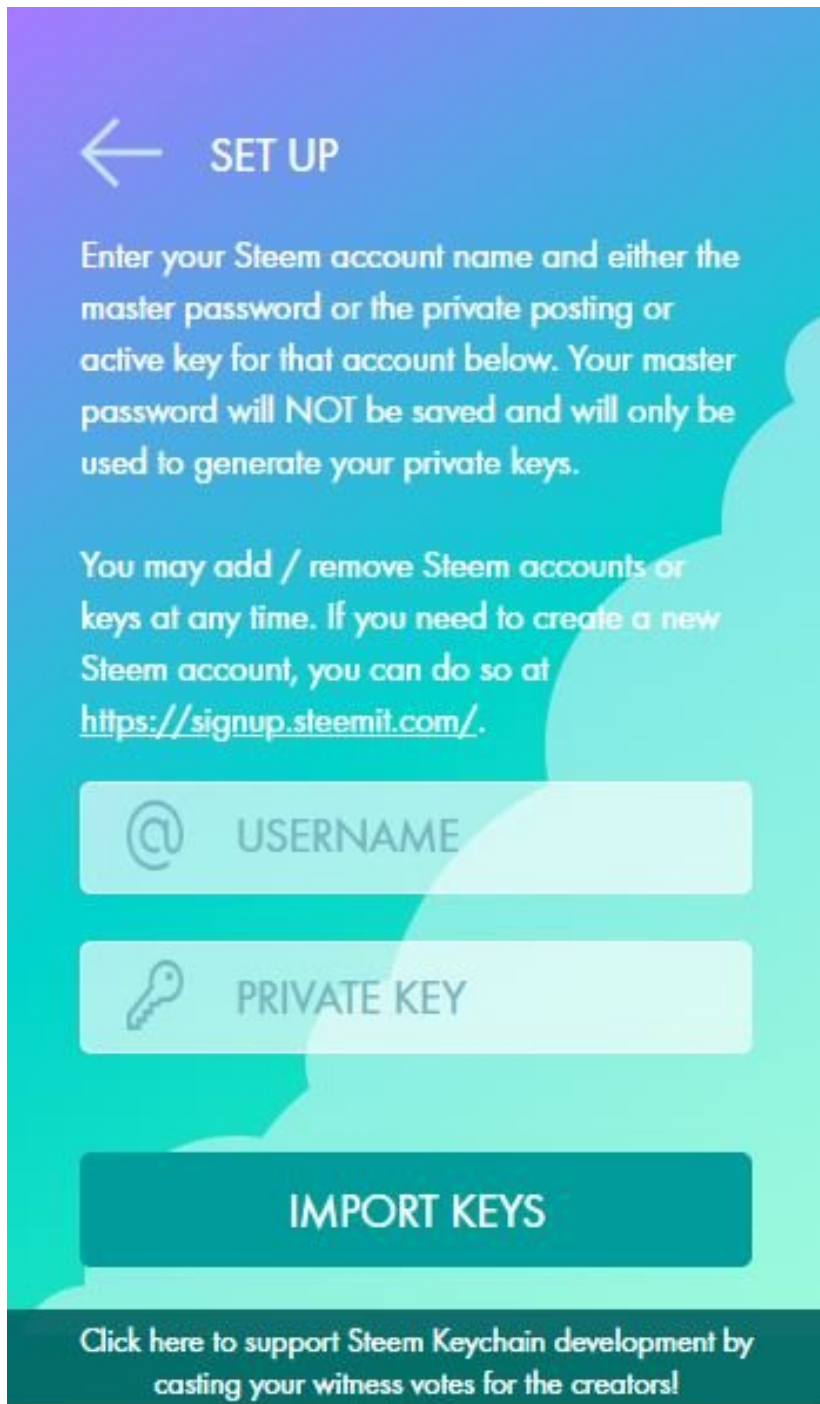 SET UP
Enter your Steem account name and either the
master password or the private posting or
active key for that account below. Your master
password will NOT be saved and will only be
used to generate your private keys.
You may add / remove Steem accounts or
keys at any time. If you need to create a new
Steem account, you can do so at
https://signup.steemit.com/.
@ USERNAME
PRIVATE KEY
IMPORT KEYS
Click here to support Steem Keychain development by
casting your witness votes for the creators!